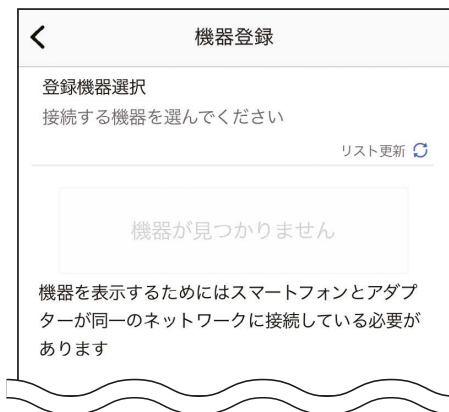 機器登録
登録機器選択
接続する機器を選んでください
リスト更新
機器が見つかりません
機器を表示するためにはスマートフォンとアダプ
ターが同一のネットワークに接続している必要が
あります